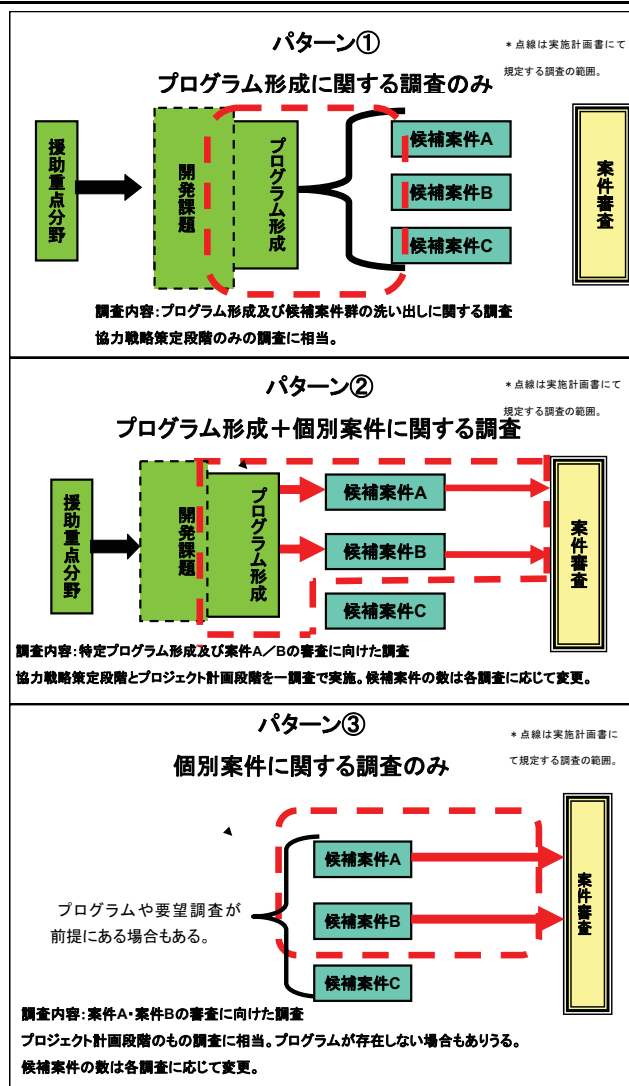 パターン①
＊点線は実施計画書にて
規定する調査の範囲。
プログラム形成に関する調査のみ
援助重点分野
開発課題
プログラム形成
候補案件A
候補案件B
候補案件C
案件審査
調査内容：プログラム形成及び候補案件群の洗い出しに関する調査
協力戦略策定段階のみの調査に相当。
パターン②
＊点線は実施計画書にて
規定する調査の範囲。
プログラム形成＋個別案件に関する調査
援助重点分野
開発課題
プログラム形成
候補案件A
候補案件B
候補案件C
案件審査
調査内容：特定プログラム形成及び案件A／Bの審査に向けた調査
協力戦略策定段階とプロジェクト計画段階を一調査で実施。候補案件の数は各調査に応じて変更。
パターン③
＊点線は実施計画書に
て規定する調査の範囲。
個別案件に関する調査のみ
プログラムや要望調査が
前提にある場合もある。
候補案件A
候補案件B
候補案件C
案件審査
調査内容：案件A・案件Bの審査に向けた調査
プロジェクト計画段階のもの調査に相当。プログラムが存在しない場合もありうる。
候補案件の数は各調査に応じて変更。